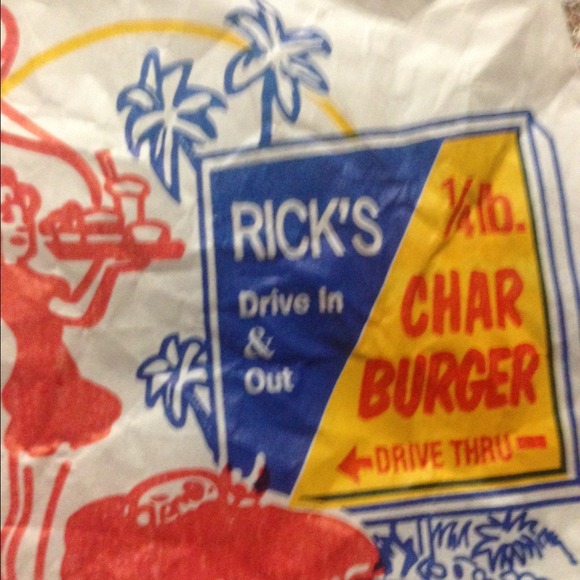 RICK'S
Drive In
&
Out
1/4 lb.
CHAR
BURGER
DRIVE THRU